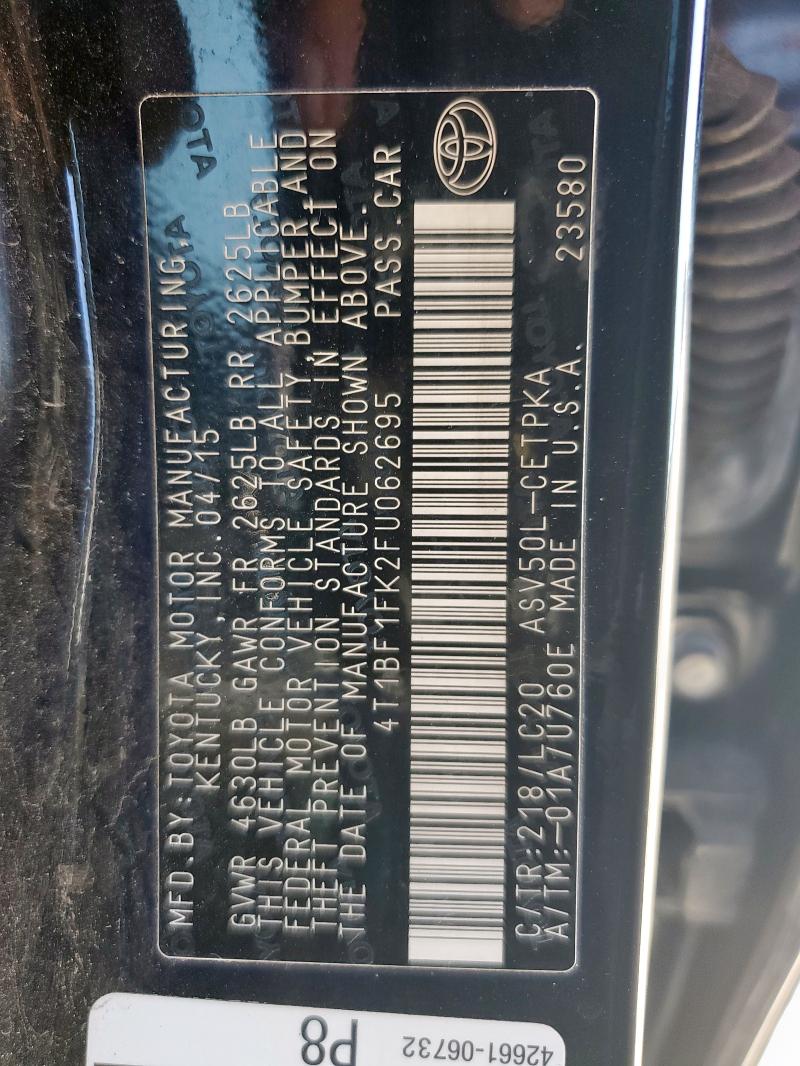 MFD.BY:TOYOTA MOTOR MANUFACTURING,
KENTUCKY, INC. 04/15
GVWR 4630LB GAWR FR 2625LB RR 2625LB
THIS VEHICLE CONFORMS TO ALL APPLICABLE
FEDERAL MOTOR VEHICLE SAFETY, BUMPER,AND
THEFT PREVENTION STANDARDS IN EFFECT ON
THE DATE OF MANUFACTURE SHOWN ABOVE.
4T1BF1FK2FU062695 PASS.CAR
C/TR:218/LC20 ASV50L-CETPKA 23580
A/TM:-01A/U760E MADE IN U.S.A.
P8
42661-06732